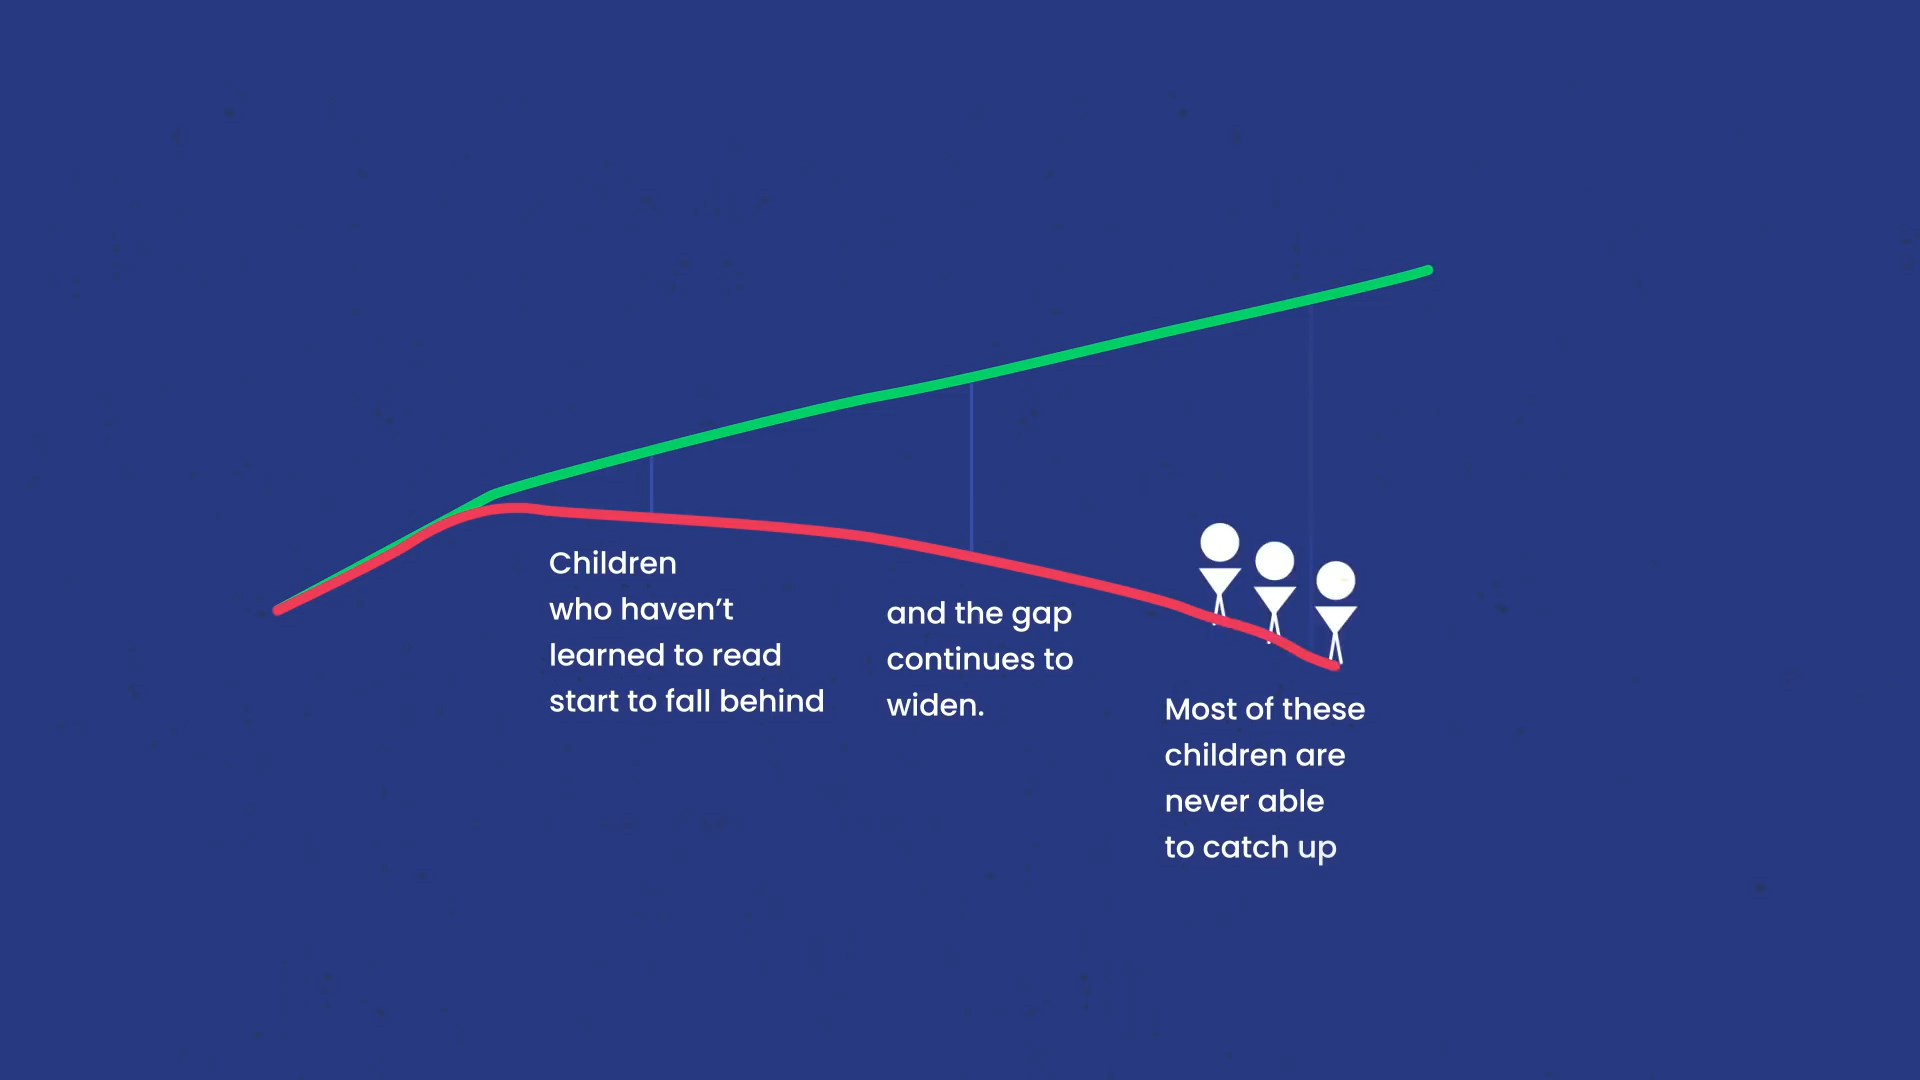 Children
who haven’t
learned to read
start to fall behind
and the gap
continues to
widen.
Most of these
children are
never able
to catch up